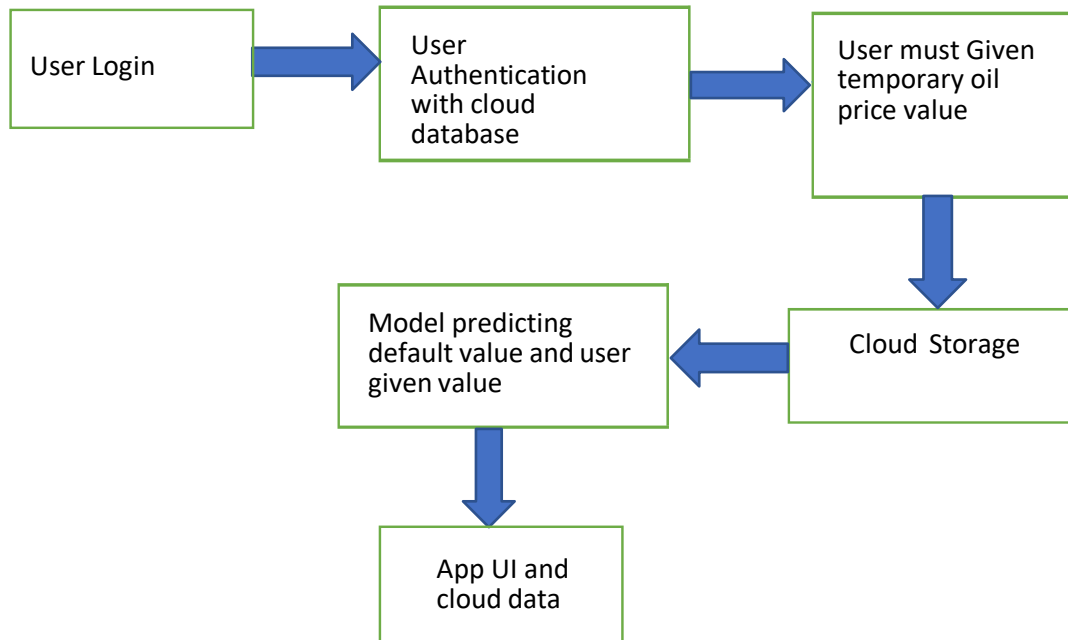 User Login
User
Authentication
with cloud
database
User must Given
temporary oil
price value
Cloud Storage
Model predicting
default value and user
given value
App UI and
cloud data